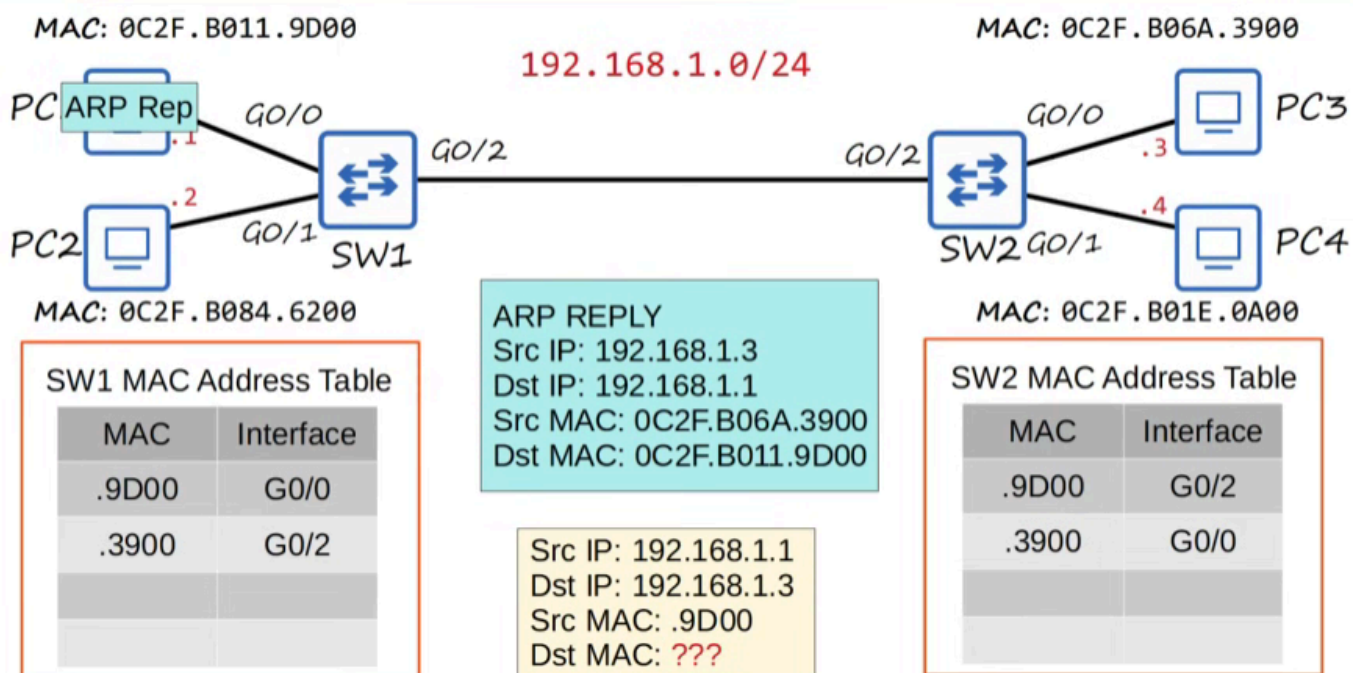 MAC: 0C2F.B011.9D00
MAC: 0C2F.B06A.3900
192.168.1.0/24
PC
ARP Rep
.1
G0/0
G0/2
G0/2
G0/0
.3
PC3
PC2
.2
G0/1
SW1
SW2
G0/1
.4
PC4
MAC: 0C2F.B084.6200
MAC: 0C2F.B01E.0A00
ARP REPLY
Src IP: 192.168.1.3
Dst IP: 192.168.1.1
Src MAC: 0C2F.B06A.3900
Dst MAC: 0C2F.B011.9D00
SW1 MAC Address Table
MAC Interface
.9D00 G0/0
.3900 G0/2
Src IP: 192.168.1.1
Dst IP: 192.168.1.3
Src MAC: .9D00
Dst MAC: ???
SW2 MAC Address Table
MAC Interface
.9D00 G0/2
.3900 G0/0